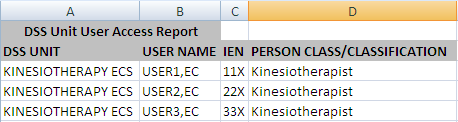 A B C D
DSS Unit User Access Report
DSS UNIT USER NAME IEN PERSON CLASS/CLASSIFICATION
KINESIOTHERAPY ECS USER1,EC 11X Kinesiotherapist
KINESIOTHERAPY ECS USER2,EC 22X Kinesiotherapist
KINESIOTHERAPY ECS USER3,EC 33X Kinesiotherapist